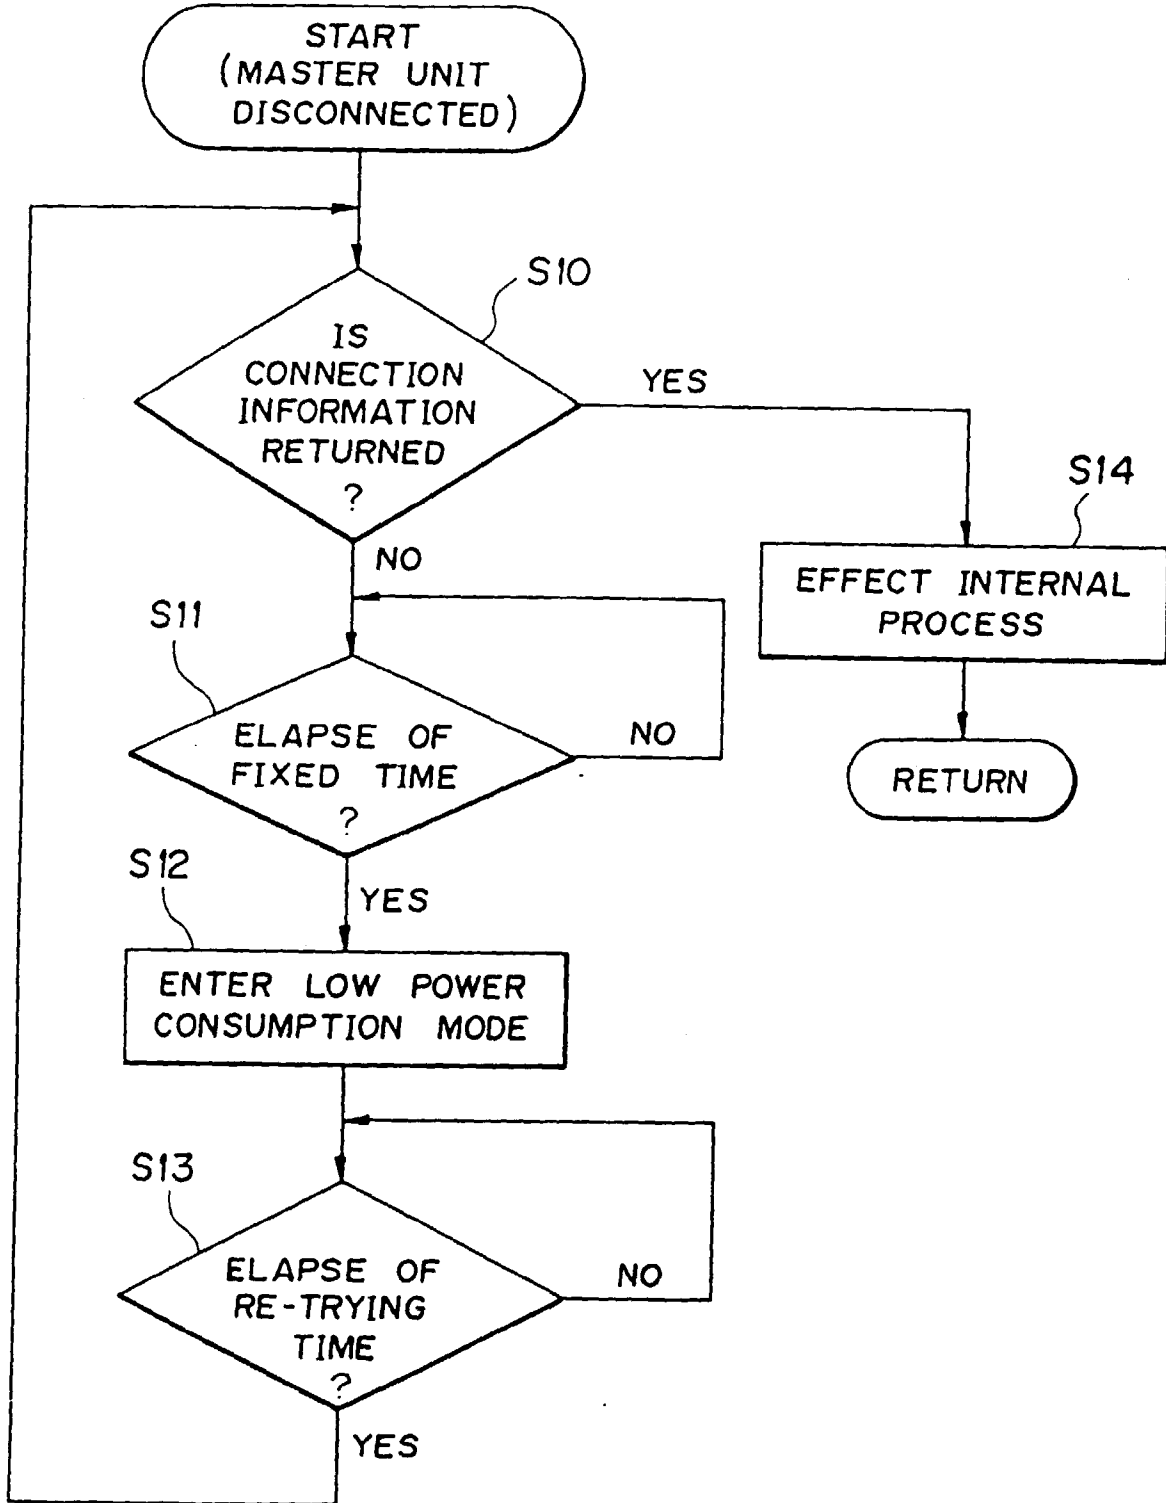 START
(MASTER UNIT
DISCONNECTED)
S10
IS
CONNECTION
INFORMATION
RETURNED
?
YES
NO
S14
EFFECT INTERNAL
PROCESS
RETURN
S11
ELAPSE OF
FIXED TIME
?
NO
YES
S12
ENTER LOW POWER
CONSUMPTION MODE
S13
ELAPSE OF
RE-TRYING
TIME
?
NO
YES